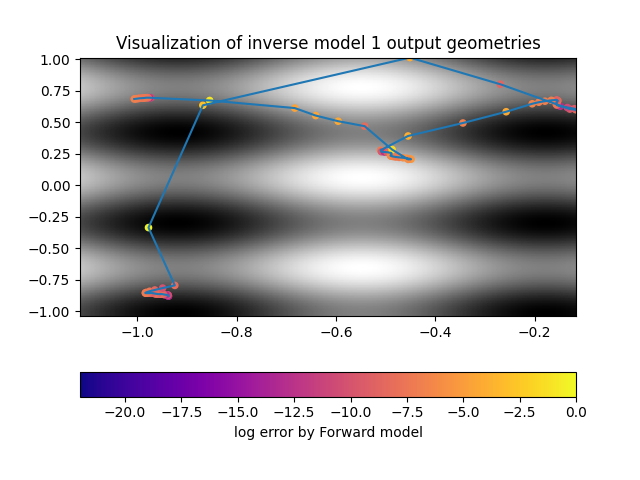 Visualization of inverse model 1 output geometries
1.00
0.75
0.50
0.25
0.00
−0.25
−0.50
−0.75
−1.00
−1.0 −0.8 −0.6 −0.4 −0.2
−20.0 −17.5 −15.0 −12.5 −10.0 −7.5 −5.0 −2.5 0.0
log error by Forward model